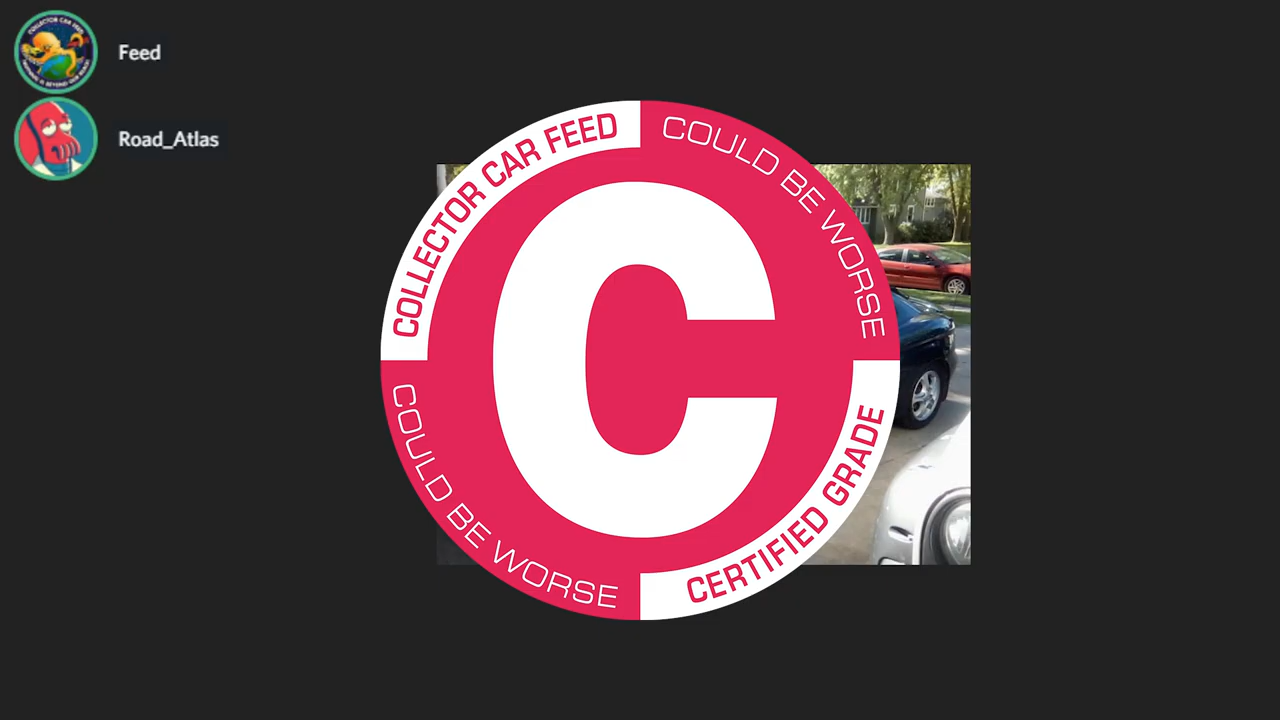 Feed
Road_Atlas
COLLECTOR CAR FEED
COULD BE WORSE
C
COULD BE WORSE
CERTIFIED GRADE